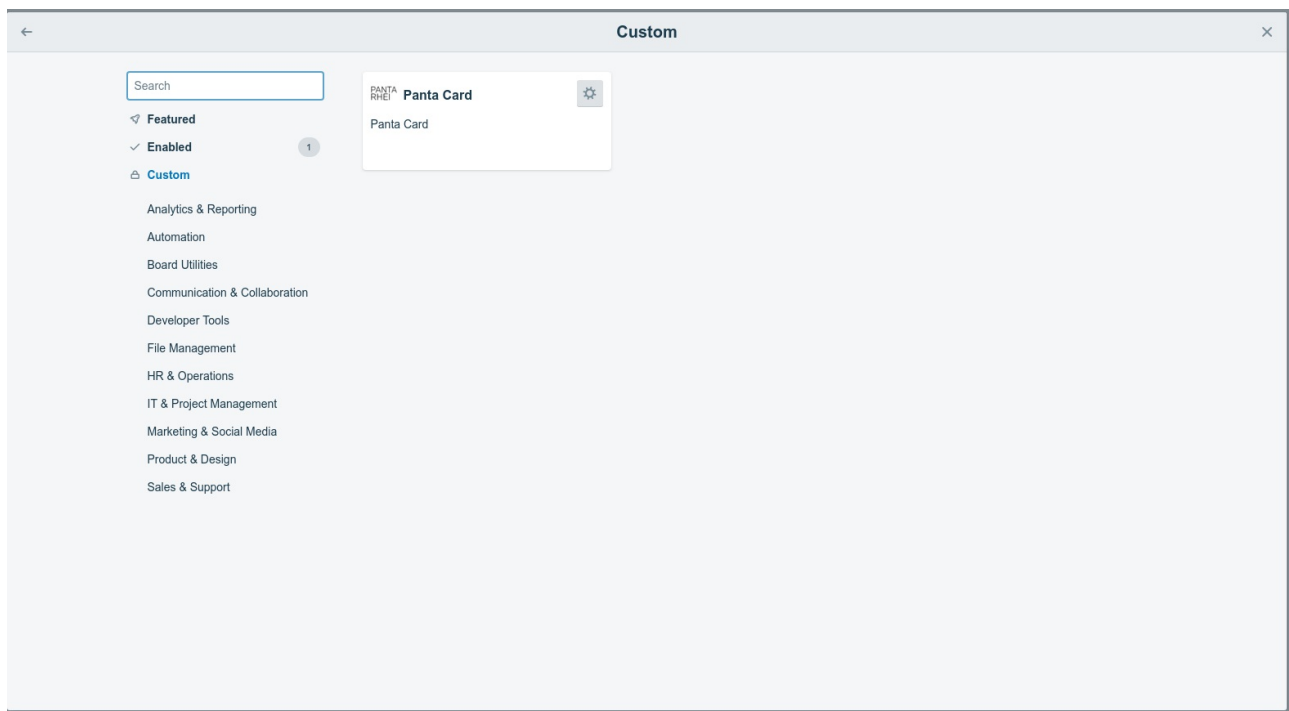 Custom
Search
Featured
Enabled 1
Custom
Analytics & Reporting
Automation
Board Utilities
Communication & Collaboration
Developer Tools
File Management
HR & Operations
IT & Project Management
Marketing & Social Media
Product & Design
Sales & Support
PANTA
RHEI
Panta Card
Panta Card